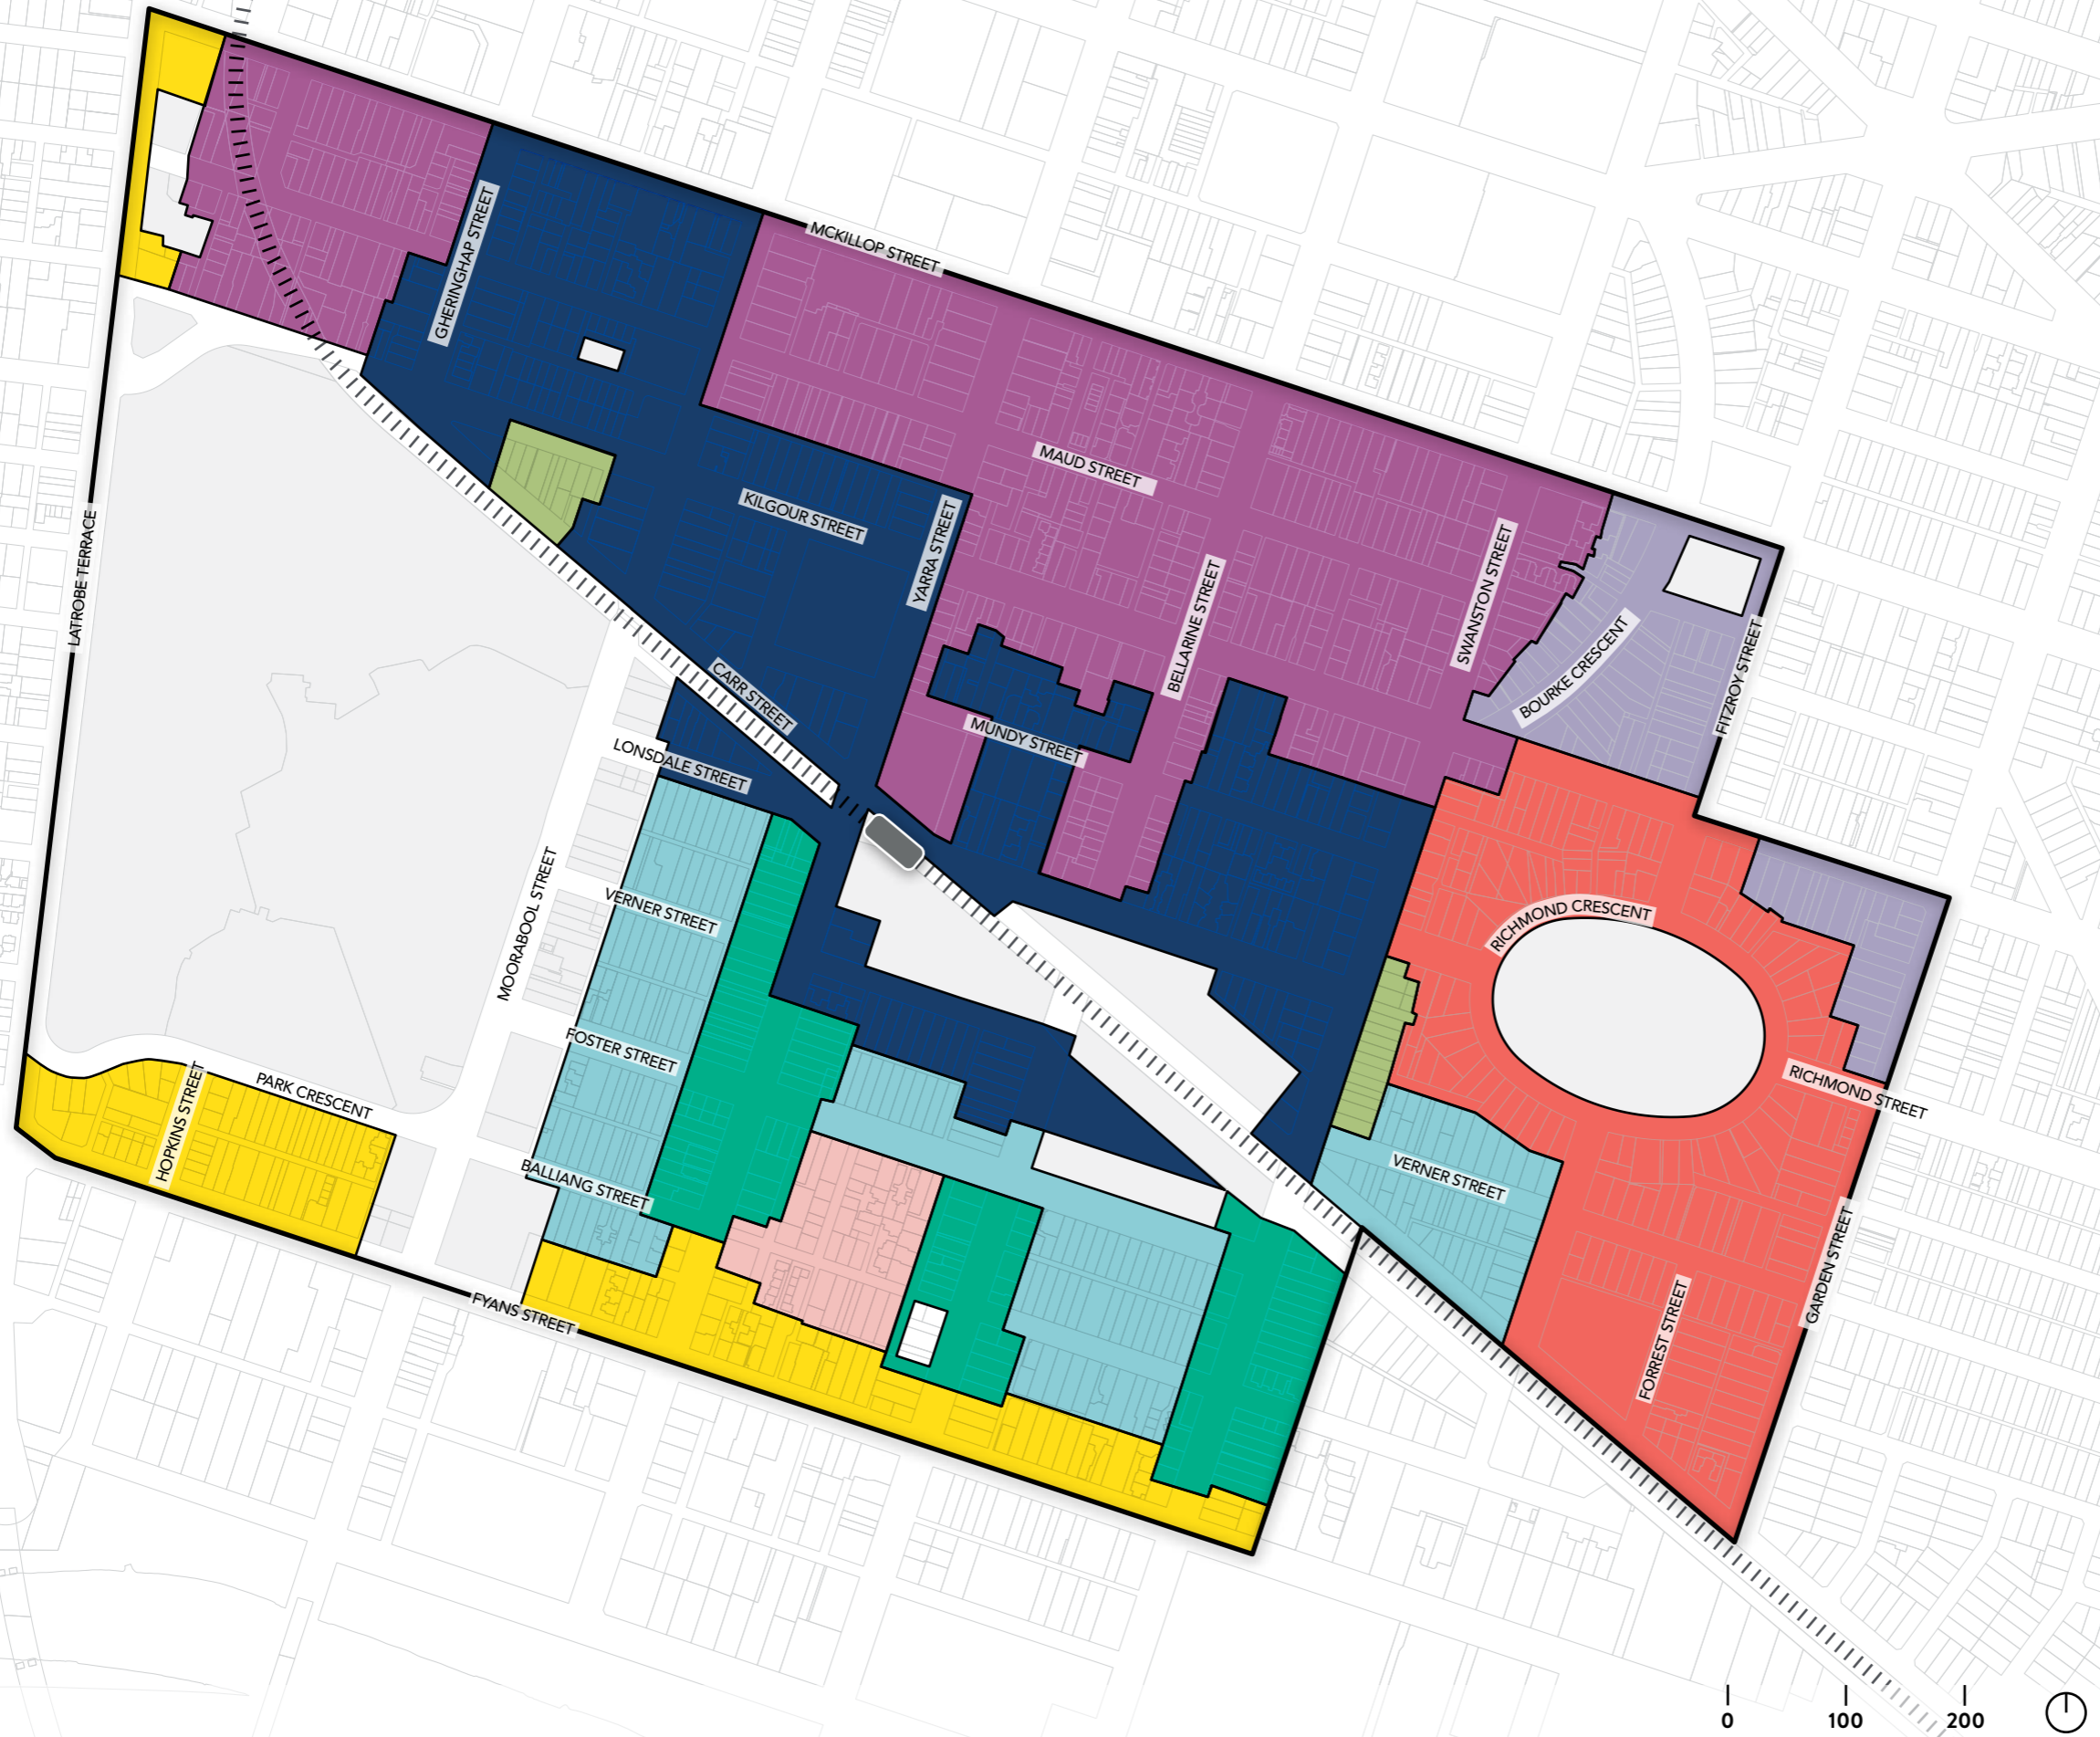 GHERINGHAP STREET
MCKILLOP STREET
MAUD STREET
KILGOUR STREET
YARRA STREET
LATROBE TERRACE
BELLARINE STREET
SWANSTON STREET
BOURKE CRESCENT
FITZROY STREET
CARR STREET
MUNDY STREET
LONSDALE STREET
MOORABOOL STREET
VERNER STREET
RICHMOND CRESCENT
FOSTER STREET
HOPKINS STREET
PARK CRESCENT
RICHMOND STREET
BALLIANG STREET
VERNER STREET
GARDEN STREET
FORREST STREET
FYANS STREET
0 100 200